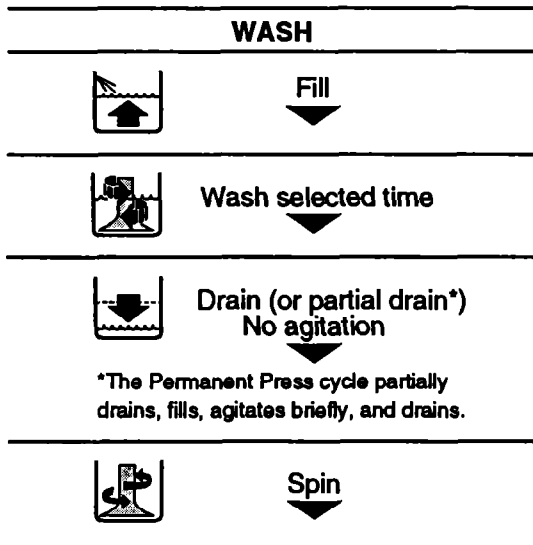 WASH
Fill
Wash selected time
Drain (or partial drain*)
No agitation
*The Permanent Press cycle partially
drains, fills, agitates briefly, and drains.
Spin